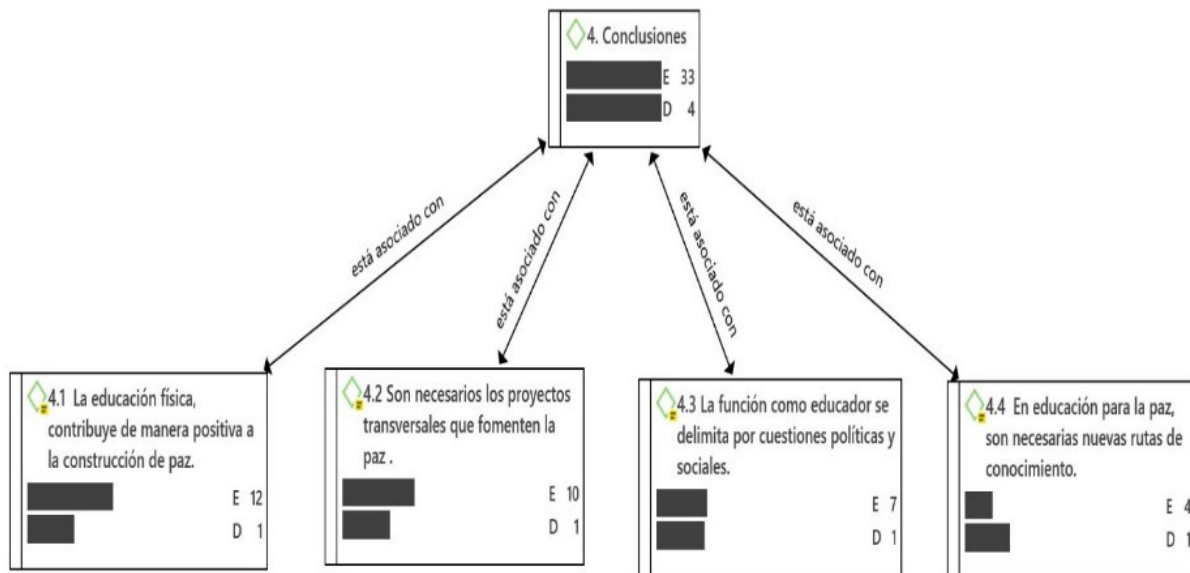 4. Conclusiones
E 33
D 4
está asociado con
está asociado con
está asociado con
está asociado con
4.1 La educación física,
contribuye de manera positiva a
la construcción de paz.
E 12
D 1
4.2 Son necesarios los proyectos
transversales que fomenten la
paz .
E 10
D 1
4.3 La función como educador se
delimita por cuestiones políticas y
sociales.
E 7
D 1
4.4 En educación para la paz,
son necesarias nuevas rutas de
conocimiento.
E 4
D 1